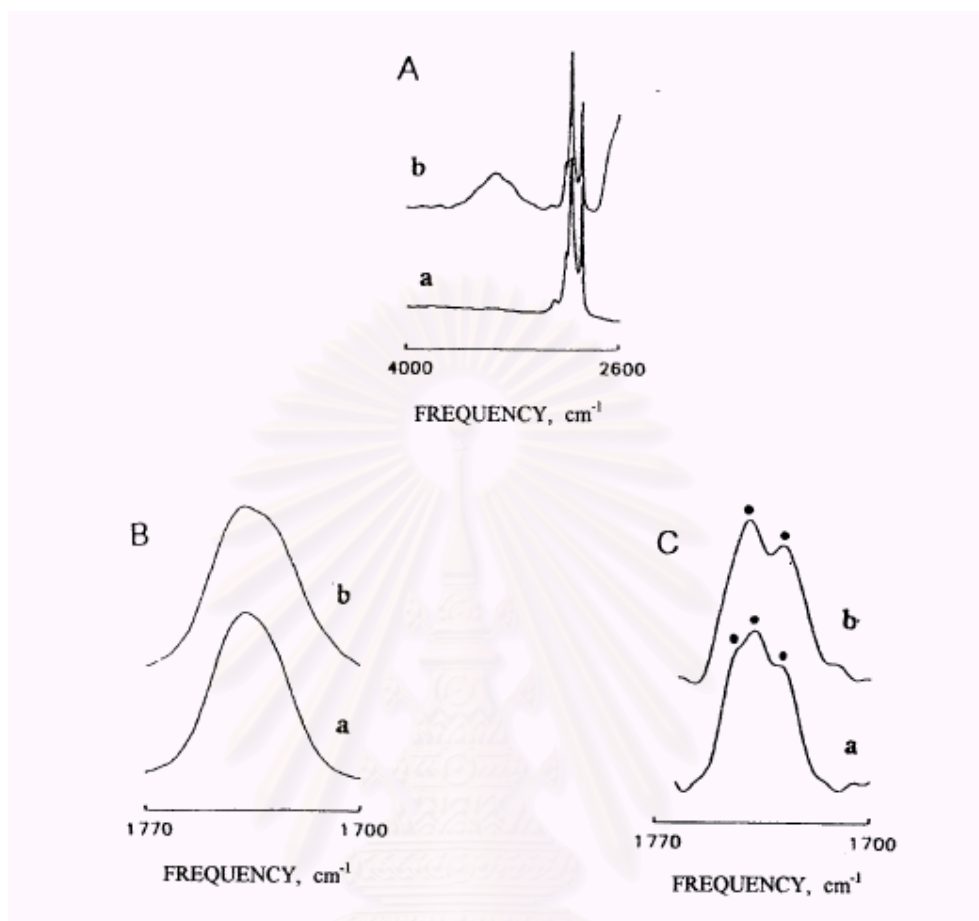 A
b
a
4000 2600
FREQUENCY, cm⁻¹
B
b
a
1770 1700
FREQUENCY, cm⁻¹
C
b
a
1770 1700
FREQUENCY, cm⁻¹